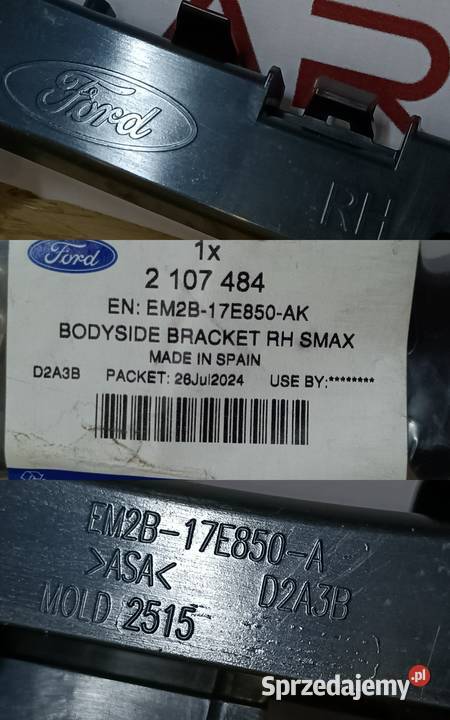 AR
Ford
RH
Ford
1x
2 107 484
EN: EM2B-17E850-AK
BODYSIDE BRACKET RH SMAX
MADE IN SPAIN
D2A3B PACKET: 26Jul2024 USE BY:********
EM2B-17E850-A
>ASA< D2A3B
MOLD 2515
Sprzedajemy.pl